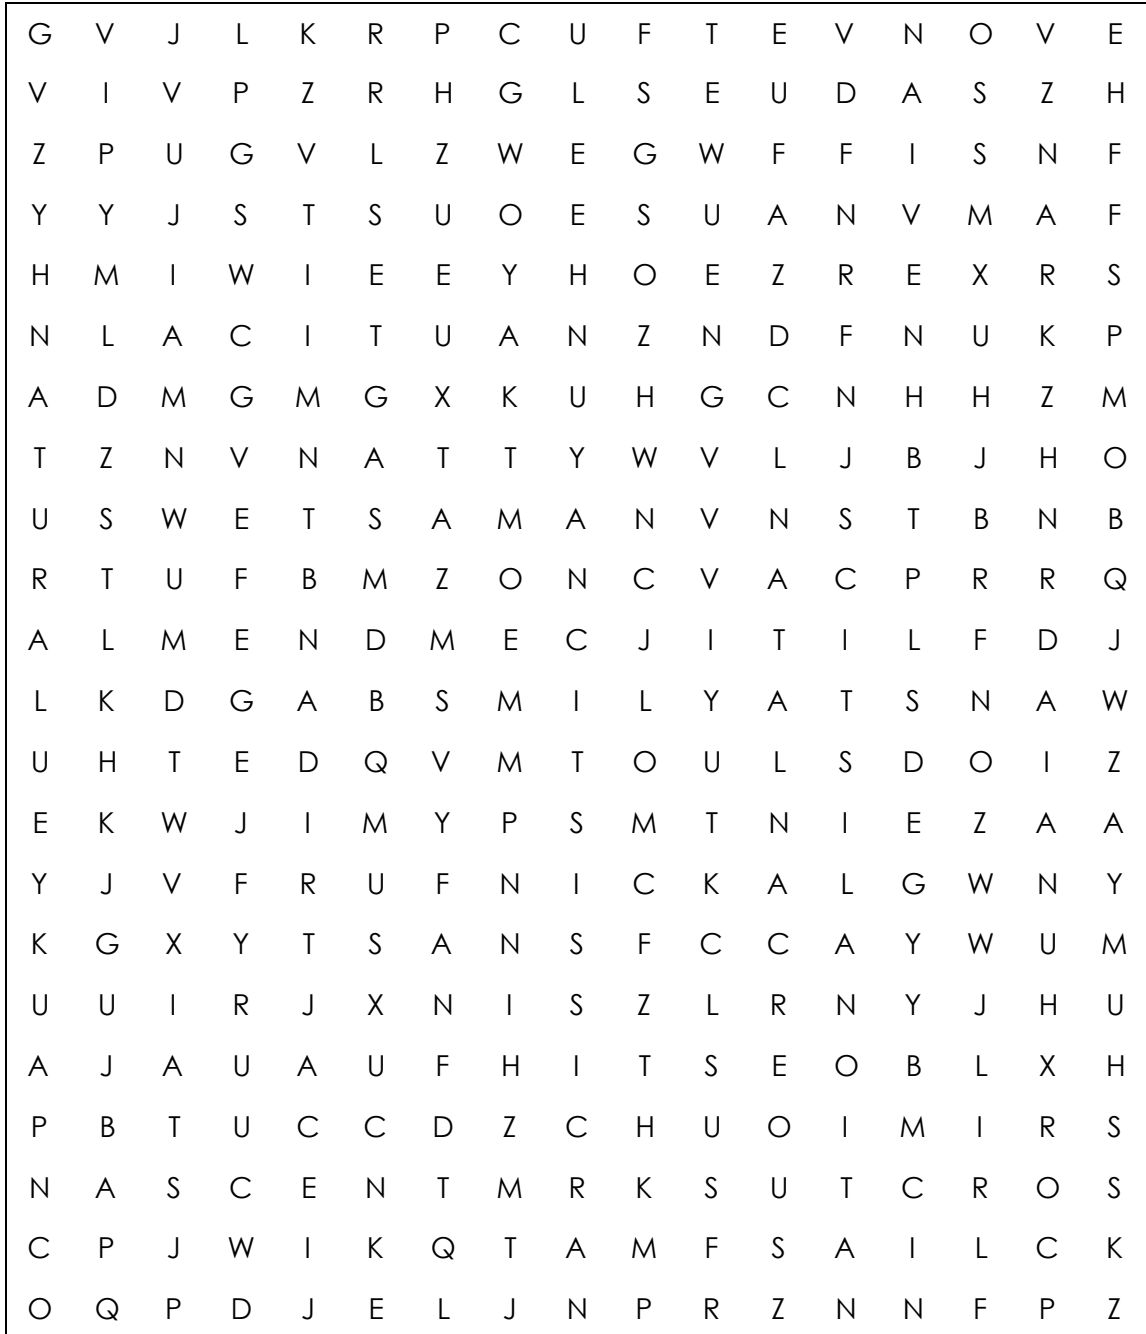 G V J L K R P C U F T E V N O V E
V I V P Z R H G L S E U D A S Z H
Z P U G V L Z W E G W F F I S N F
Y Y J S T S U O E S U A N V M A F
H M I W I E E Y H O E Z R E X R S
N L A C I T U A N Z N D F N U K P
A D M G M G X K U H G C N H H Z M
T Z N V N A T T Y W V L J B J H O
U S W E T S A M A N V N S T B N B
R T U F B M Z O N C V A C P R R Q
A L M E N D M E C J I T I L F D J
L K D G A B S M I L Y A T S N A W
U H T E D Q V M T O U L S D O I Z
E K W J I M Y P S M T N I E Z A A
Y J V F R U F N I C K A L G W N Y
K G X Y T S A N S F C C A Y W U M
U U I R J X N I S Z L R N Y J H U
A J A U A U F H I T S E O B L X H
P B T U C C D Z C H U O I M I R S
N A S C E N T M R K S U T C R O S
C P J W I K Q T A M F S A I L C K
O Q P D J E L J N P R Z N N F P Z